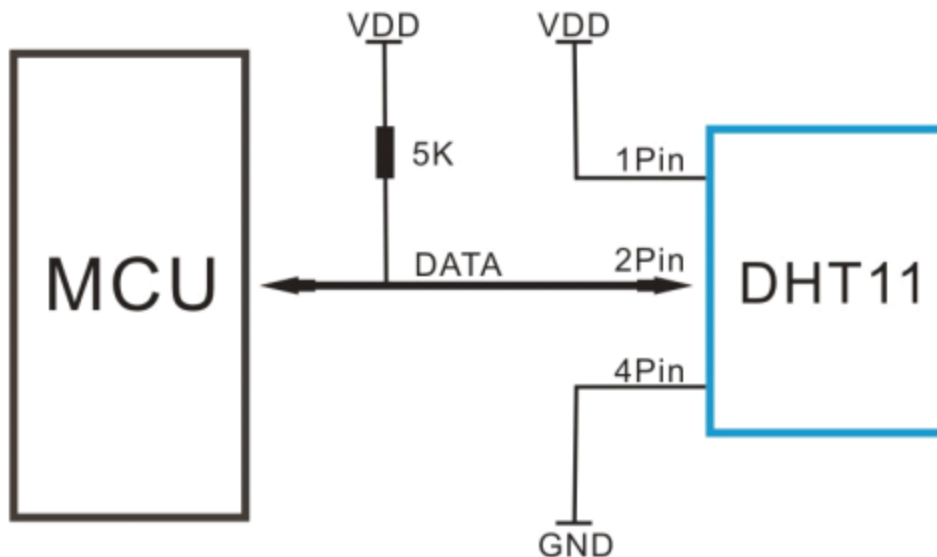 VDD
VDD
5K
1Pin
MCU
DATA
2Pin
DHT11
4Pin
GND